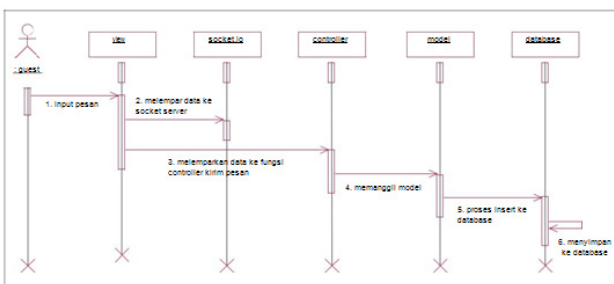 view
socket.io
controller
model
database
: guest
1. input pesan
2. melempar data ke
socket server
3. melemparkan data ke fungsi
controller kirim pesan
4. memanggil model
5. proses insert ke
database
6. menyimpan
ke database